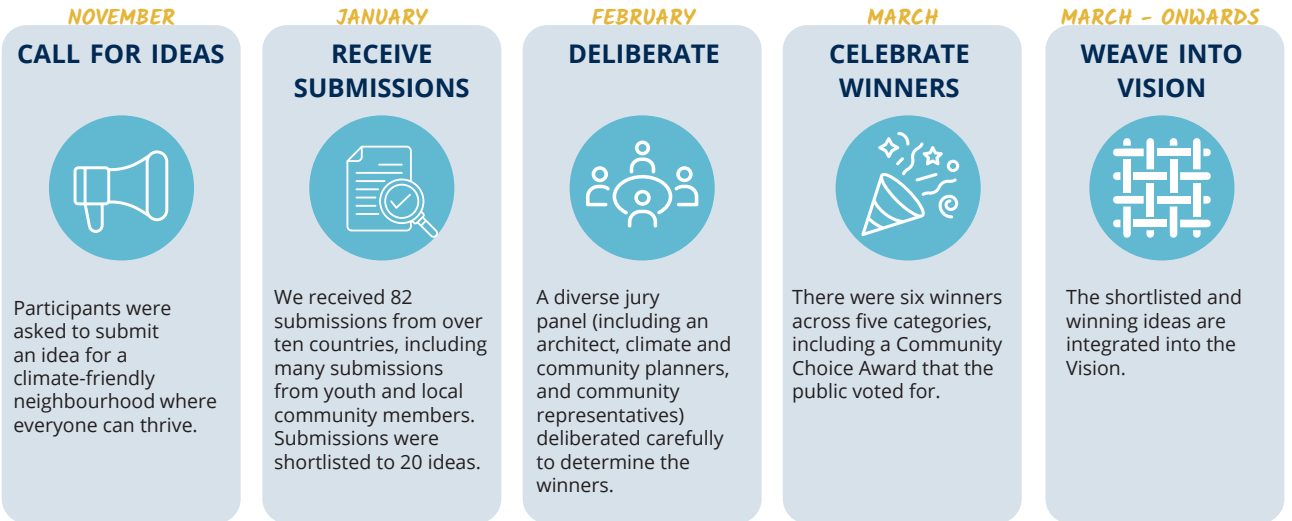 NOVEMBER
CALL FOR IDEAS
Participants were
asked to submit
an idea for a
climate-friendly
neighbourhood where
everyone can thrive.
JANUARY
RECEIVE
SUBMISSIONS
We received 82
submissions from over
ten countries, including
many submissions
from youth and local
community members.
Submissions were
shortlisted to 20 ideas.
FEBRUARY
DELIBERATE
A diverse jury
panel (including an
architect, climate and
community planners,
and community
representatives)
deliberated carefully
to determine the
winners.
MARCH
CELEBRATE
WINNERS
There were six winners
across five categories,
including a Community
Choice Award that the
public voted for.
MARCH - ONWARDS
WEAVE INTO
VISION
The shortlisted and
winning ideas are
integrated into the
Vision.